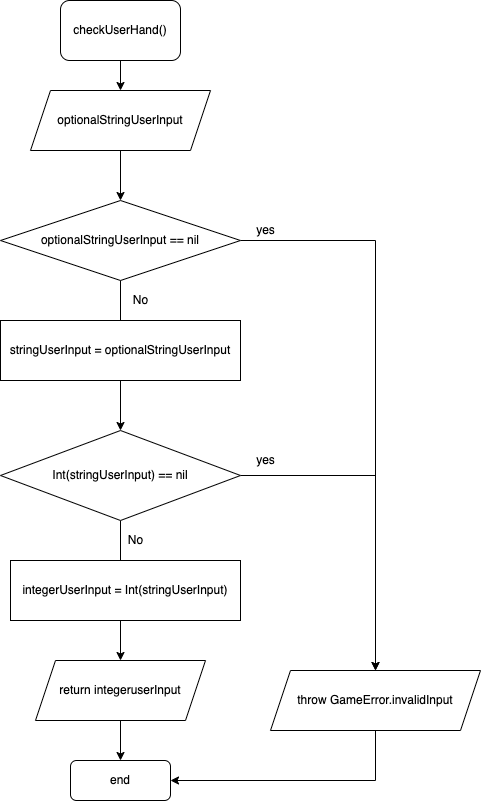 checkUserHand()
optionalStringUserInput
optionalStringUserInput == nil
yes
No
stringUserInput = optionalStringUserInput
Int(stringUserInput) == nil
yes
No
integerUserInput = Int(stringUserInput)
return integeruserInput
throw GameError.invalidInput
end